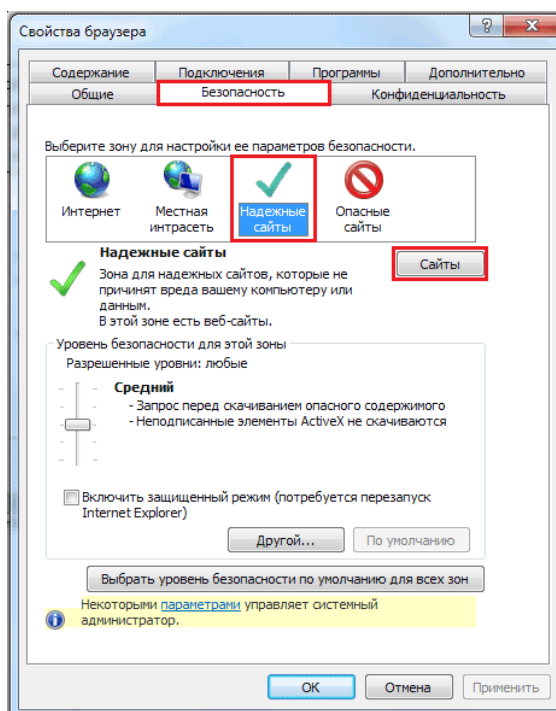 Свойства браузера
Содержание Подключения Программы Дополнительно
Общие Безопасность Конфиденциальность
Выберите зону для настройки ее параметров безопасности.
Интернет Местная интрасеть Надежные сайты Опасные сайты
Надежные сайты
Сайты
Зона для надежных сайтов, которые не
причинят вреда вашему компьютеру или
данным.
В этой зоне есть веб-сайты.
Уровень безопасности для этой зоны
Разрешенные уровни: любые
Средний
- Запрос перед скачиванием опасного содержимого
- Неподписанные элементы ActiveX не скачиваются
Включить защищенный режим (потребуется перезапуск
Internet Explorer)
Другой... По умолчанию
Выбрать уровень безопасности по умолчанию для всех зон
Некоторыми параметрами управляет системный
администратор.
ОК Отмена Применить